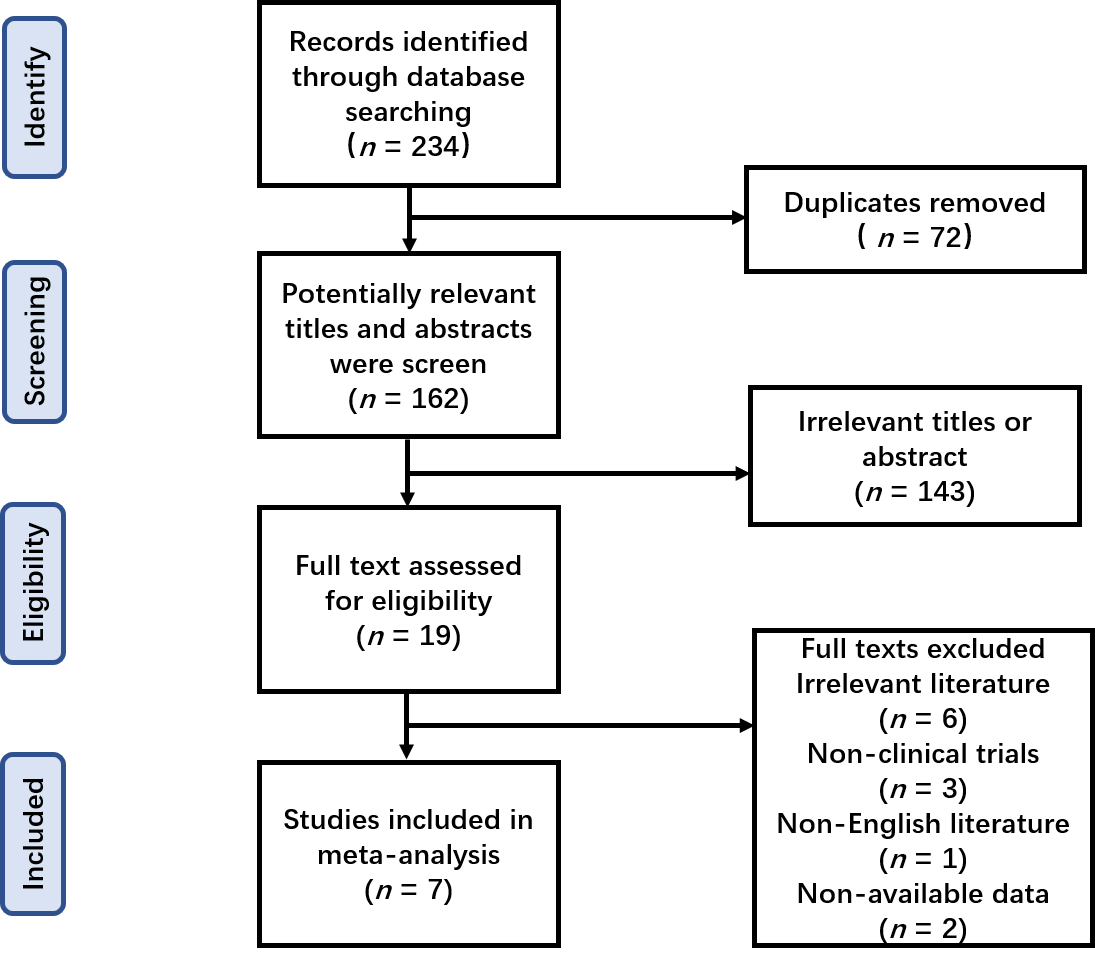 Identify
Records identified
through database
searching
(n = 234)
Duplicates removed
( n = 72)
Screening
Potentially relevant
titles and abstracts
were screen
(n = 162)
Irrelevant titles or
abstract
(n = 143)
Eligibility
Full text assessed
for eligibility
(n = 19)
Full texts excluded
Irrelevant literature
(n = 6)
Non-clinical trials
(n = 3)
Non-English literature
(n = 1)
Non-available data
(n = 2)
Included
Studies included in
meta-analysis
(n = 7)